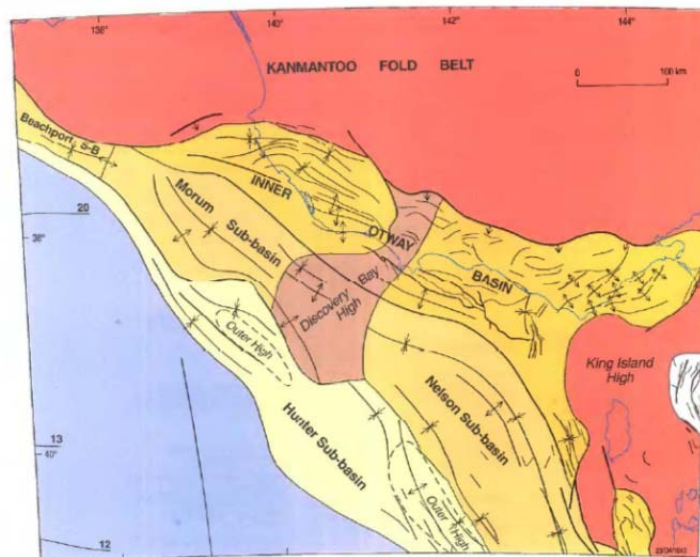 138°
140°
142°
144°
KANMANTOO FOLD BELT
0 100 km
Beachport S-B
INNER
Morum
Sub-basin
OTWAY
20
38°
Bay
Discovery
High
BASIN
Outer High
King Island
High
Nelson Sub-basin
Hunter Sub-basin
13
40°
Outer High
12